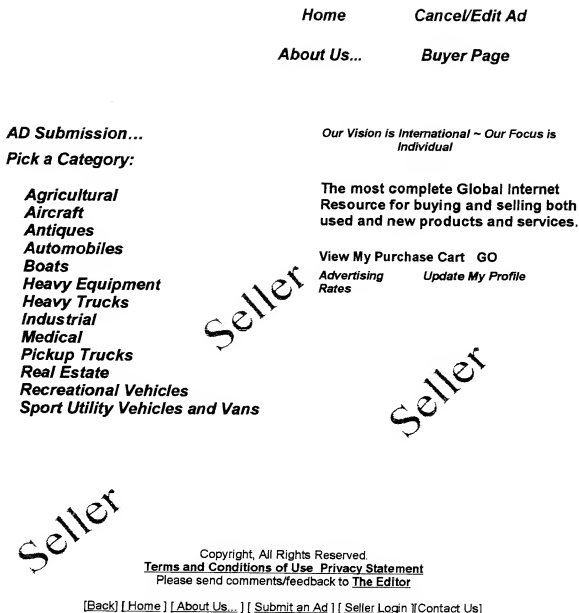 Home Cancel/Edit Ad
About Us... Buyer Page
AD Submission...
Pick a Category:
Agricultural
Aircraft
Antiques
Automobiles
Boats
Heavy Equipment
Heavy Trucks
Industrial
Medical
Pickup Trucks
Real Estate
Recreational Vehicles
Sport Utility Vehicles and Vans
Our Vision is International ~ Our Focus is
Individual
The most complete Global Internet
Resource for buying and selling both
used and new products and services.
View My Purchase Cart GO
Advertising Update My Profile
Rates
Seller
Seller
Seller
Copyright, All Rights Reserved.
Terms and Conditions of Use Privacy Statement
Please send comments/feedback to The Editor
[Back] [ Home ] [ About Us... ] [ Submit an Ad ] [ Seller Login ][Contact Us]